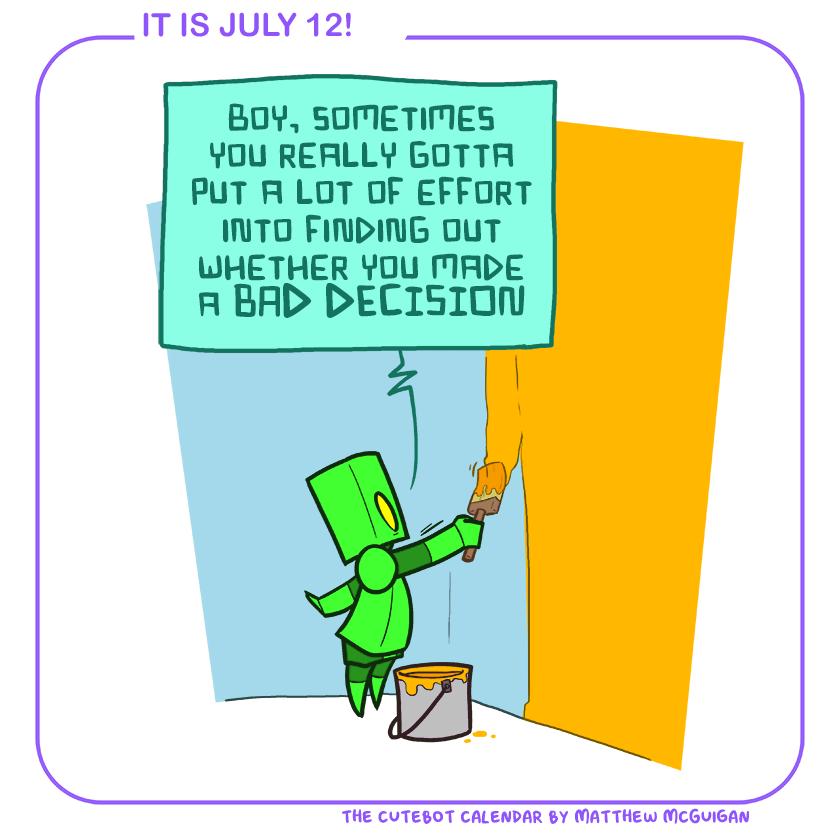 IT IS JULY 12!
BOY, SOMETIMES
YOU REALLY GOTTA
PUT A LOT OF EFFORT
INTO FINDING OUT
WHETHER YOU MADE
A BAD DECISION
THE CUTEBOT CALENDAR BY MATTHEW MCGUIGAN